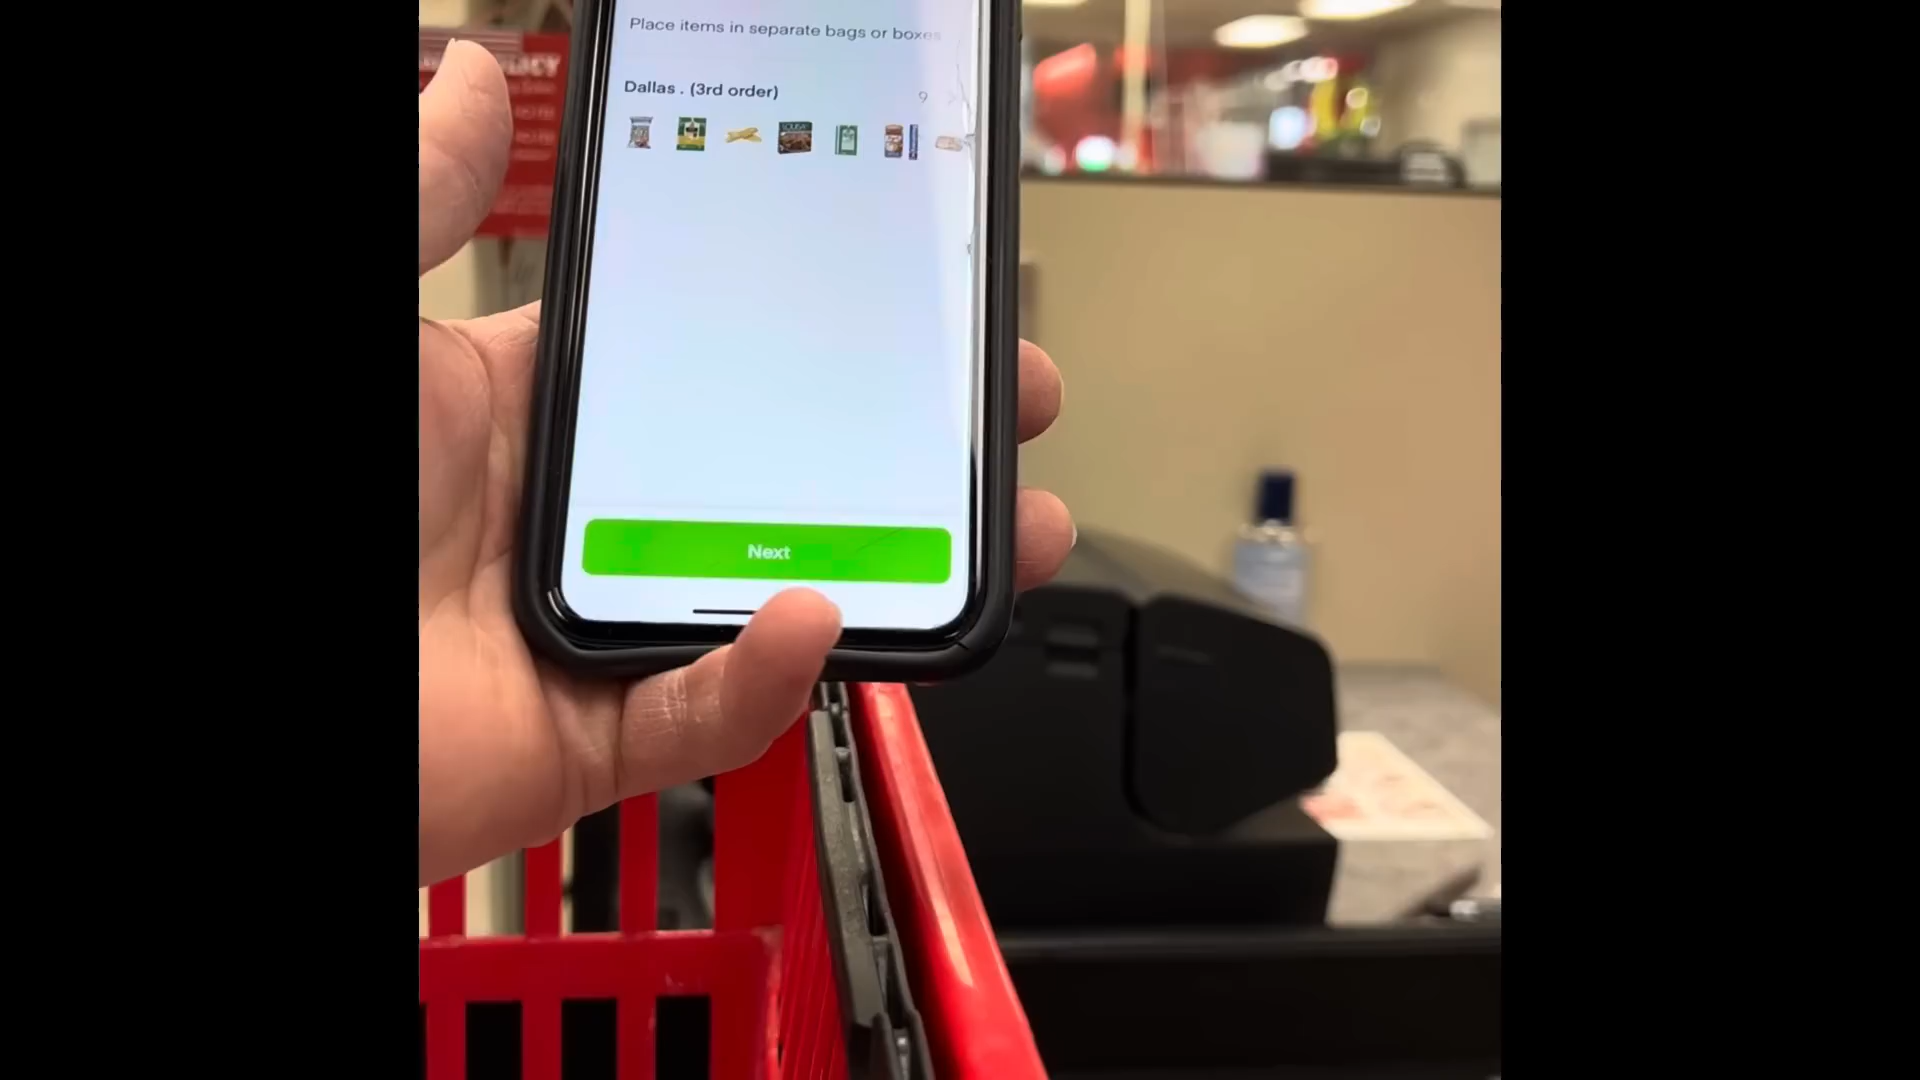 Place items in separate bags or boxes
Dallas . (3rd order)
9
Next